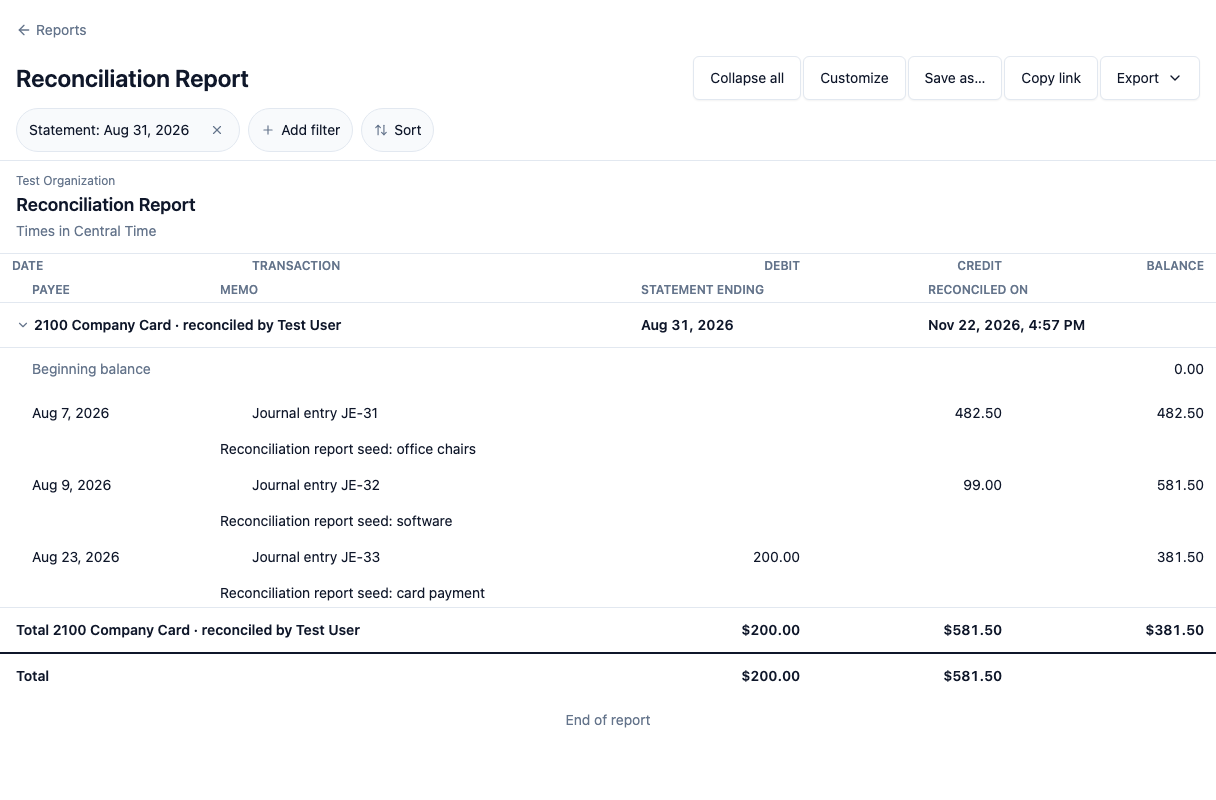 Reports
Reconciliation Report
Collapse all Customize Save as... Copy link Export
Statement: Aug 31, 2026 Add filter Sort
Test Organization
Reconciliation Report
Times in Central Time
DATE TRANSACTION DEBIT CREDIT BALANCE
PAYEE MEMO STATEMENT ENDING RECONCILED ON
2100 Company Card · reconciled by Test User Aug 31, 2026 Nov 22, 2026, 4:57 PM
Beginning balance 0.00
Aug 7, 2026 Journal entry JE-31 482.50 482.50
Reconciliation report seed: office chairs
Aug 9, 2026 Journal entry JE-32 99.00 581.50
Reconciliation report seed: software
Aug 23, 2026 Journal entry JE-33 200.00 381.50
Reconciliation report seed: card payment
Total 2100 Company Card · reconciled by Test User $200.00 $581.50 $381.50
Total $200.00 $581.50
End of report